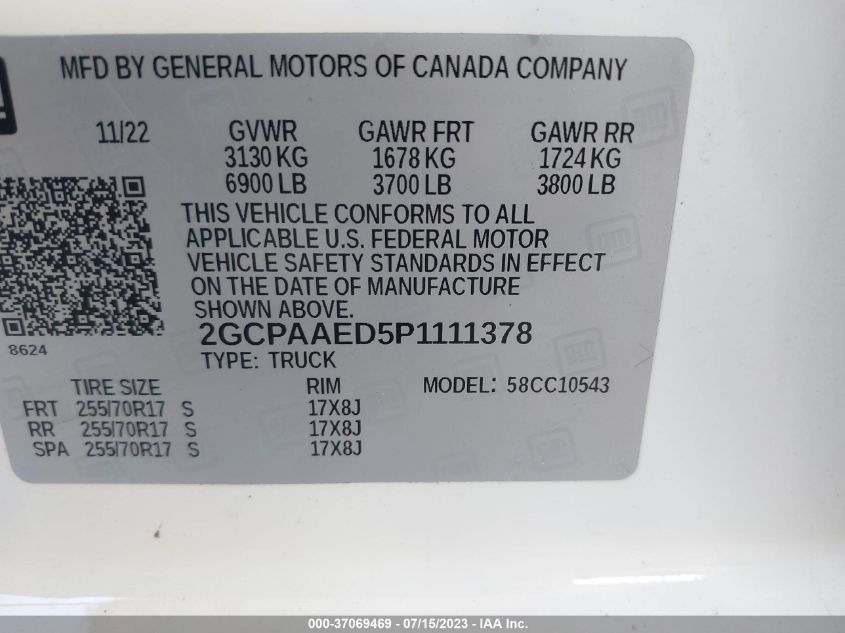 MFD BY GENERAL MOTORS OF CANADA COMPANY
11/22 GVWR GAWR FRT GAWR RR
3130 KG 1678 KG 1724 KG
6900 LB 3700 LB 3800 LB
THIS VEHICLE CONFORMS TO ALL
APPLICABLE U.S. FEDERAL MOTOR
VEHICLE SAFETY STANDARDS IN EFFECT
ON THE DATE OF MANUFACTURE
SHOWN ABOVE.
2GCPAAED5P1111378
8624
TYPE: TRUCK
TIRE SIZE RIM MODEL: 58CC10543
FRT 255/70R17 S 17X8J
RR 255/70R17 S 17X8J
SPA 255/70R17 S 17X8J
000-37069469 - 07/15/2023 - IAA Inc.